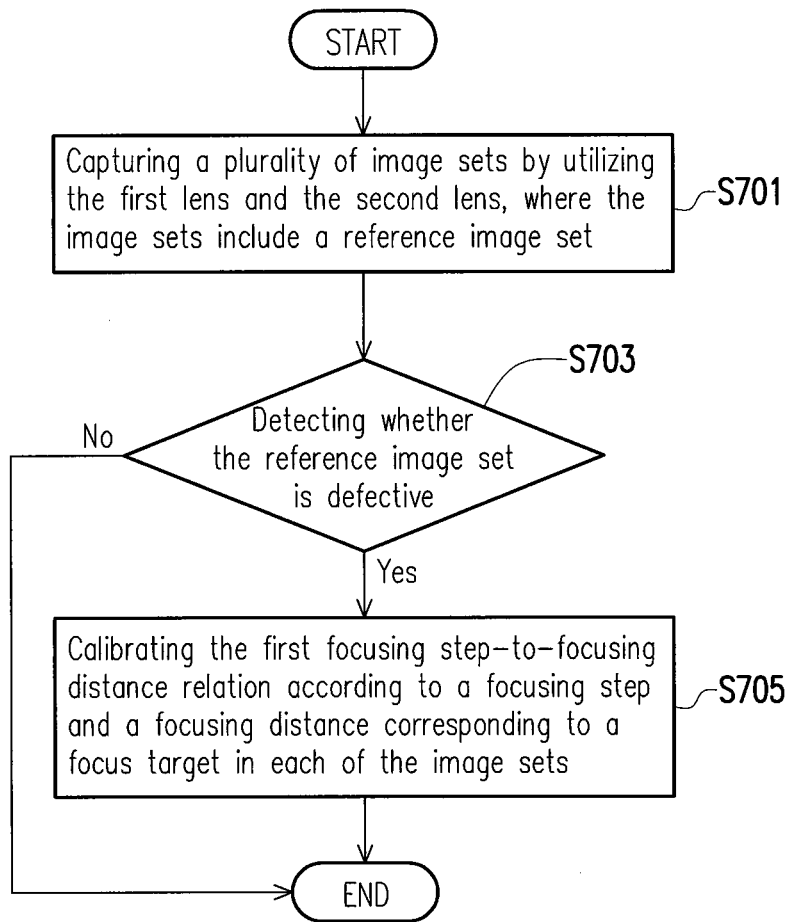 START
Capturing a plurality of image sets by utilizing
the first lens and the second lens, where the
image sets include a reference image set
S701
S703
Detecting whether
the reference image set
is defective
No
Yes
Calibrating the first focusing step-to-focusing
distance relation according to a focusing step
and a focusing distance corresponding to a
focus target in each of the image sets
S705
END